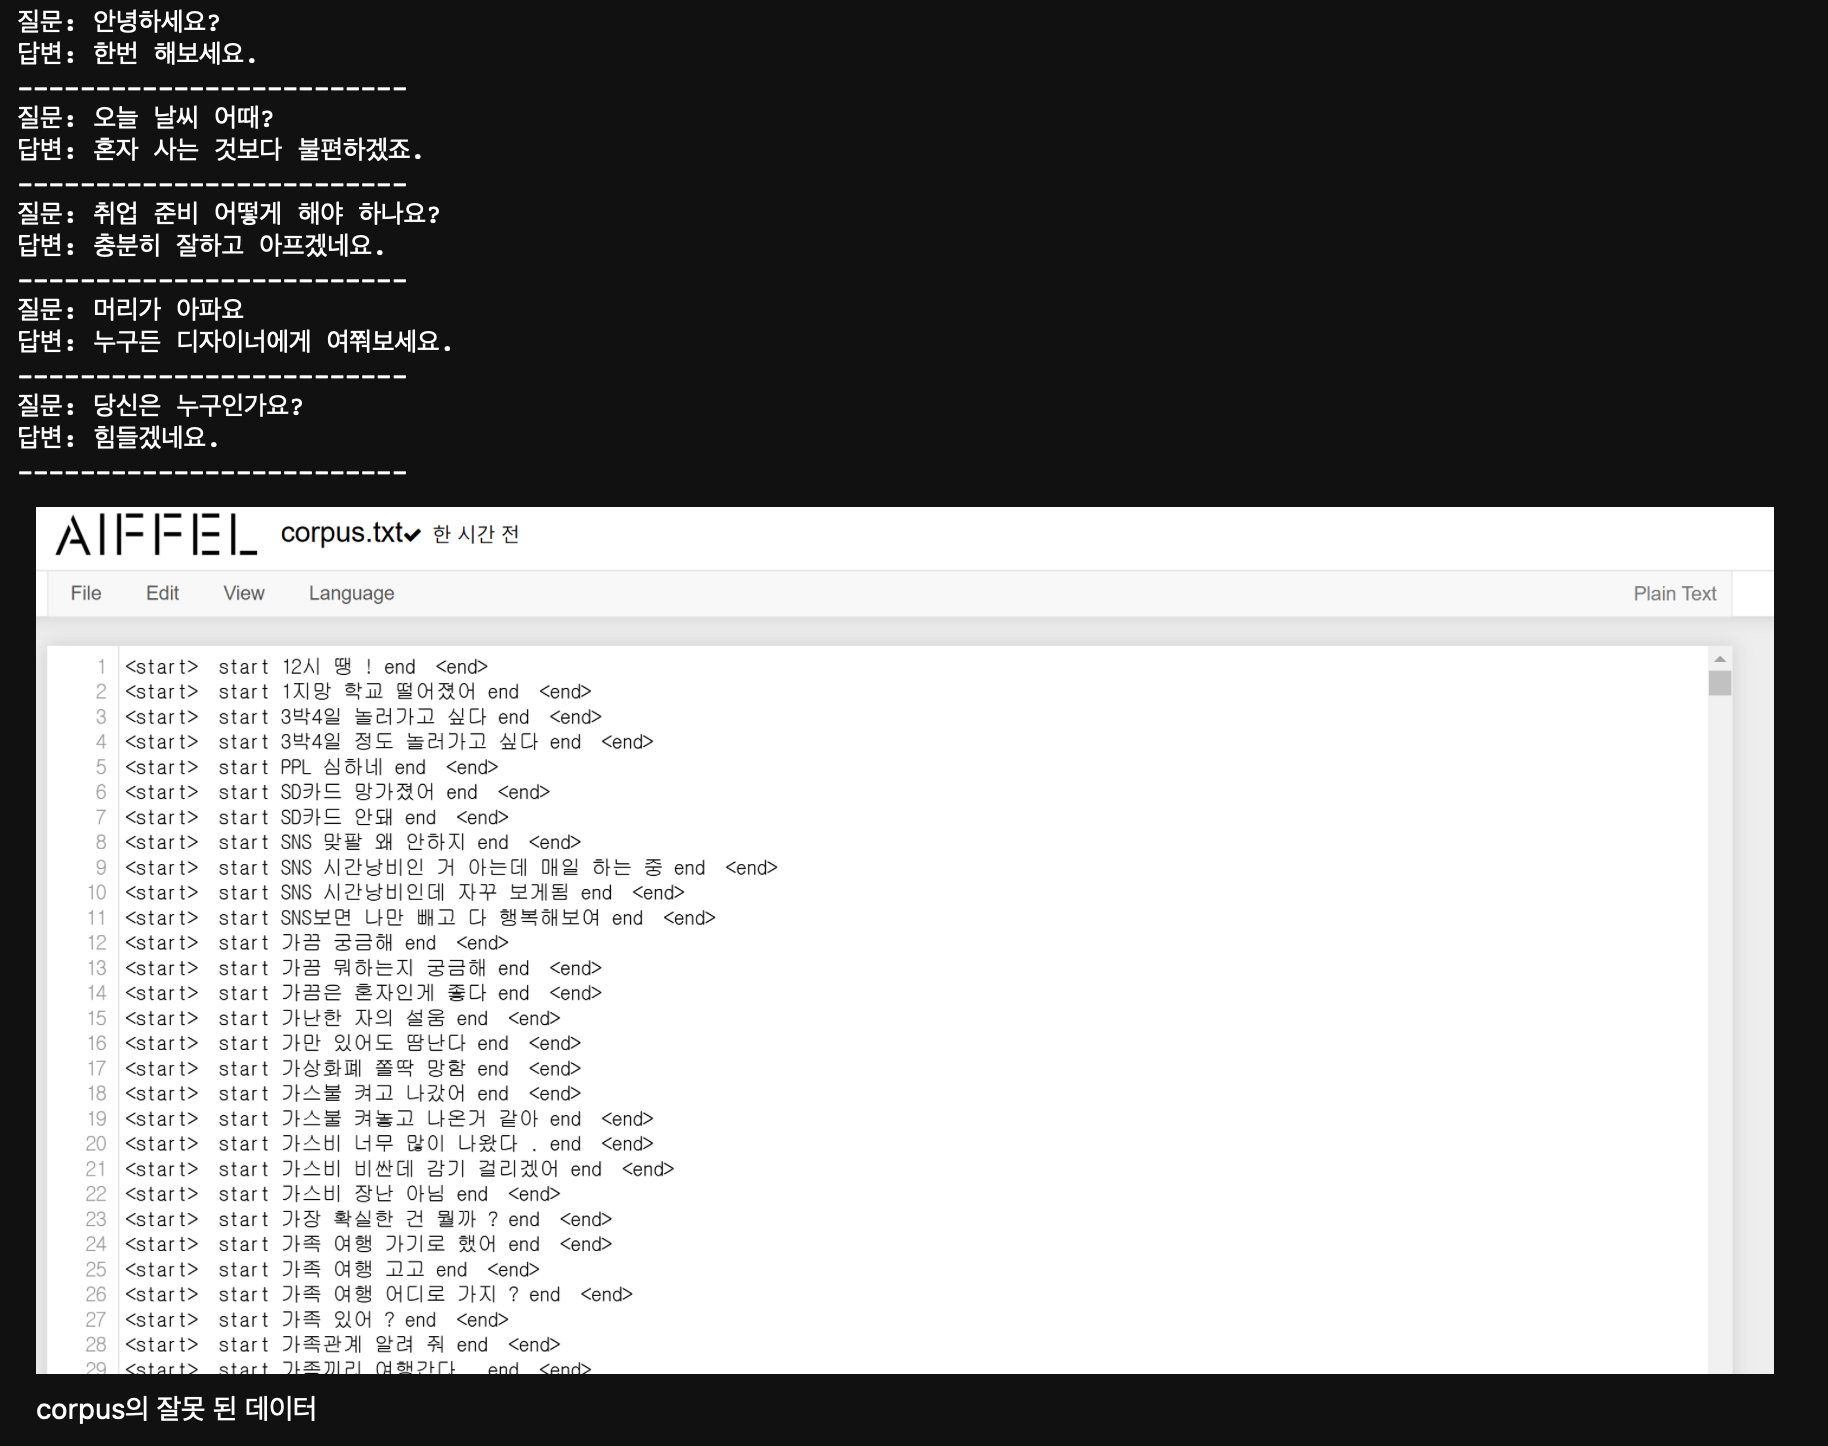 질문: 안녕하세요?
답변: 한번 해보세요.
-------------------------
질문: 오늘 날씨 어때?
답변: 혼자 사는 것보다 불편하겠죠.
-------------------------
질문: 취업 준비 어떻게 해야 하나요?
답변: 충분히 잘하고 아프겠네요.
-------------------------
질문: 머리가 아파요
답변: 누구든 디자이너에게 여쭤보세요.
-------------------------
질문: 당신은 누구인가요?
답변: 힘들겠네요.
-------------------------
AIFFEL corpus.txt✔ 한 시간 전
File Edit View Language Plain Text
1 <start> start 12시 땡 ! end <end>
2 <start> start 1지망 학교 떨어졌어 end <end>
3 <start> start 3박4일 놀러가고 싶다 end <end>
4 <start> start 3박4일 정도 놀러가고 싶다 end <end>
5 <start> start PPL 심하네 end <end>
6 <start> start SD카드 망가졌어 end <end>
7 <start> start SD카드 안돼 end <end>
8 <start> start SNS 맞팔 왜 안하지 end <end>
9 <start> start SNS 시간낭비인 거 아는데 매일 하는 중 end <end>
10 <start> start SNS 시간낭비인데 자꾸 보게됨 end <end>
11 <start> start SNS보면 나만 빼고 다 행복해보여 end <end>
12 <start> start 가끔 궁금해 end <end>
13 <start> start 가끔 뭐하는지 궁금해 end <end>
14 <start> start 가끔은 혼자인게 좋다 end <end>
15 <start> start 가난한 자의 설움 end <end>
16 <start> start 가만 있어도 땀난다 end <end>
17 <start> start 가상화폐 쫄딱 망함 end <end>
18 <start> start 가스불 켜고 나갔어 end <end>
19 <start> start 가스불 켜놓고 나온거 같아 end <end>
20 <start> start 가스비 너무 많이 나왔다 . end <end>
21 <start> start 가스비 비싼데 감기 걸리겠어 end <end>
22 <start> start 가스비 장난 아님 end <end>
23 <start> start 가장 확실한 건 뭘까 ? end <end>
24 <start> start 가족 여행 가기로 했어 end <end>
25 <start> start 가족 여행 고고 end <end>
26 <start> start 가족 여행 어디로 가지 ? end <end>
27 <start> start 가족 있어 ? end <end>
28 <start> start 가족관계 알려 줘 end <end>
29 <start> start 가족끼리 여행간다 . end <end>
corpus의 잘못 된 데이터